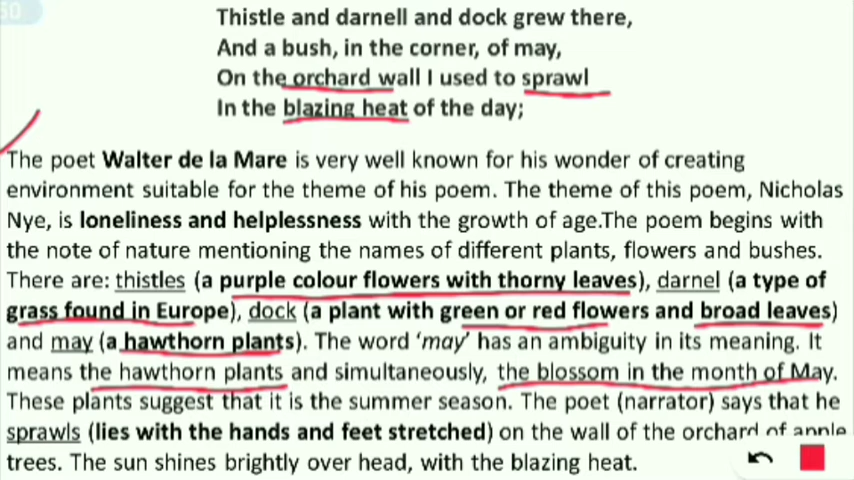 50
Thistle and darnell and dock grew there,
And a bush, in the corner, of may,
On the orchard wall I used to sprawl
In the blazing heat of the day;
The poet Walter de la Mare is very well known for his wonder of creating
environment suitable for the theme of his poem. The theme of this poem, Nicholas
Nye, is loneliness and helplessness with the growth of age.The poem begins with
the note of nature mentioning the names of different plants, flowers and bushes.
There are: thistles (a purple colour flowers with thorny leaves), darnel (a type of
grass found in Europe), dock (a plant with green or red flowers and broad leaves)
and may (a hawthorn plants). The word ‘may’ has an ambiguity in its meaning. It
means the hawthorn plants and simultaneously, the blossom in the month of May.
These plants suggest that it is the summer season. The poet (narrator) says that he
sprawls (lies with the hands and feet stretched) on the wall of the orchard of apple
trees. The sun shines brightly over head, with the blazing heat.